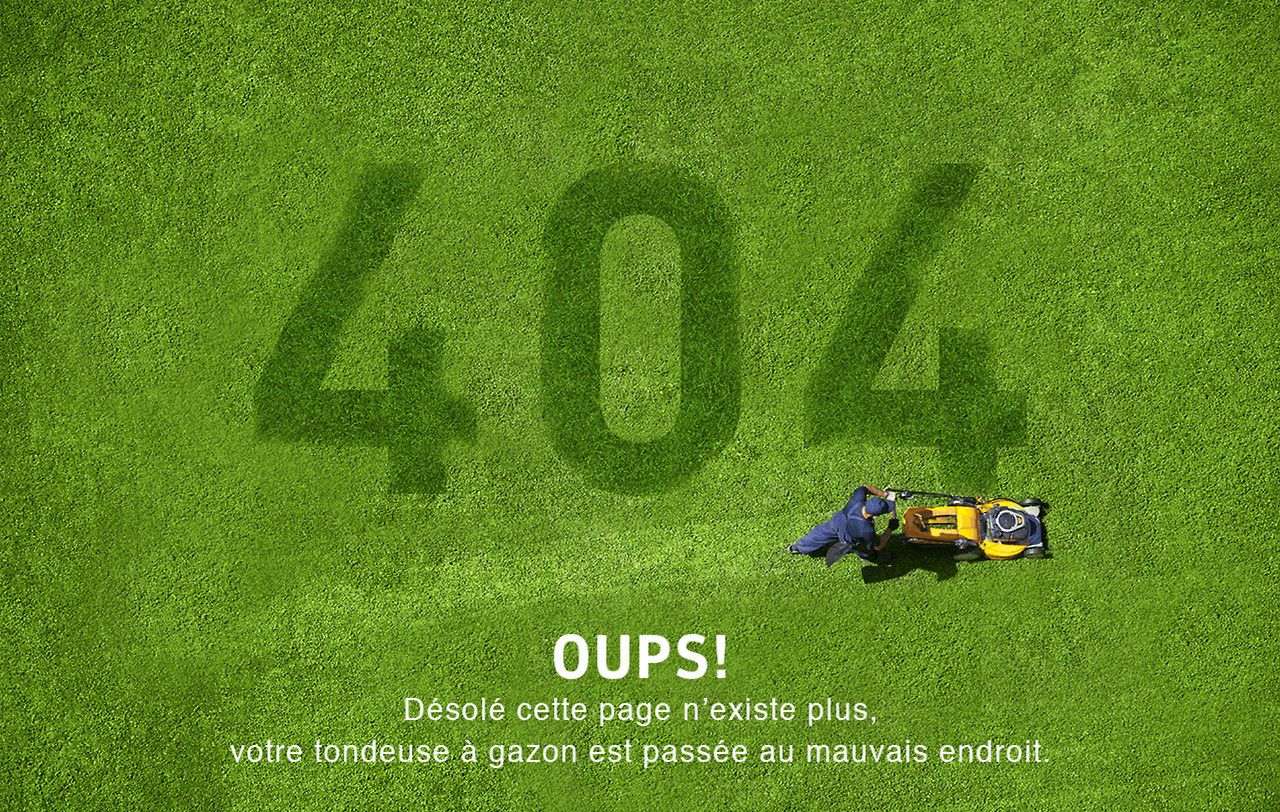 404
OUPS!
Désolé cette page n’existe plus,
votre tondeuse à gazon est passée au mauvais endroit.